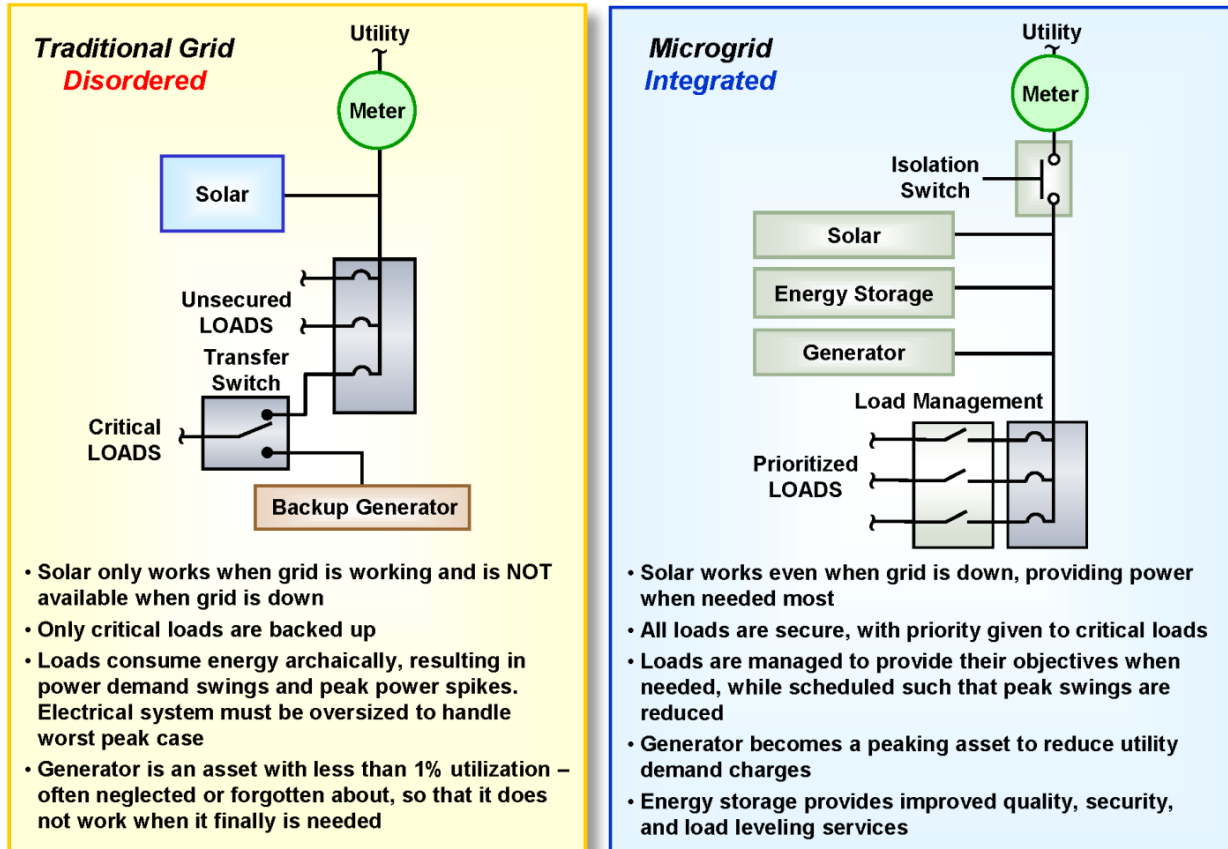 Traditional Grid
Disordered
Utility
Meter
Solar
Unsecured
LOADS
Transfer
Switch
Critical
LOADS
Backup Generator
• Solar only works when grid is working and is NOT
available when grid is down
• Only critical loads are backed up
• Loads consume energy archaically, resulting in
power demand swings and peak power spikes.
Electrical system must be oversized to handle
worst peak case
• Generator is an asset with less than 1% utilization –
often neglected or forgotten about, so that it does
not work when it finally is needed
Microgrid
Integrated
Utility
Meter
Isolation
Switch
Solar
Energy Storage
Generator
Load Management
Prioritized
LOADS
• Solar works even when grid is down, providing power
when needed most
• All loads are secure, with priority given to critical loads
• Loads are managed to provide their objectives when
needed, while scheduled such that peak swings are
reduced
• Generator becomes a peaking asset to reduce utility
demand charges
• Energy storage provides improved quality, security,
and load leveling services